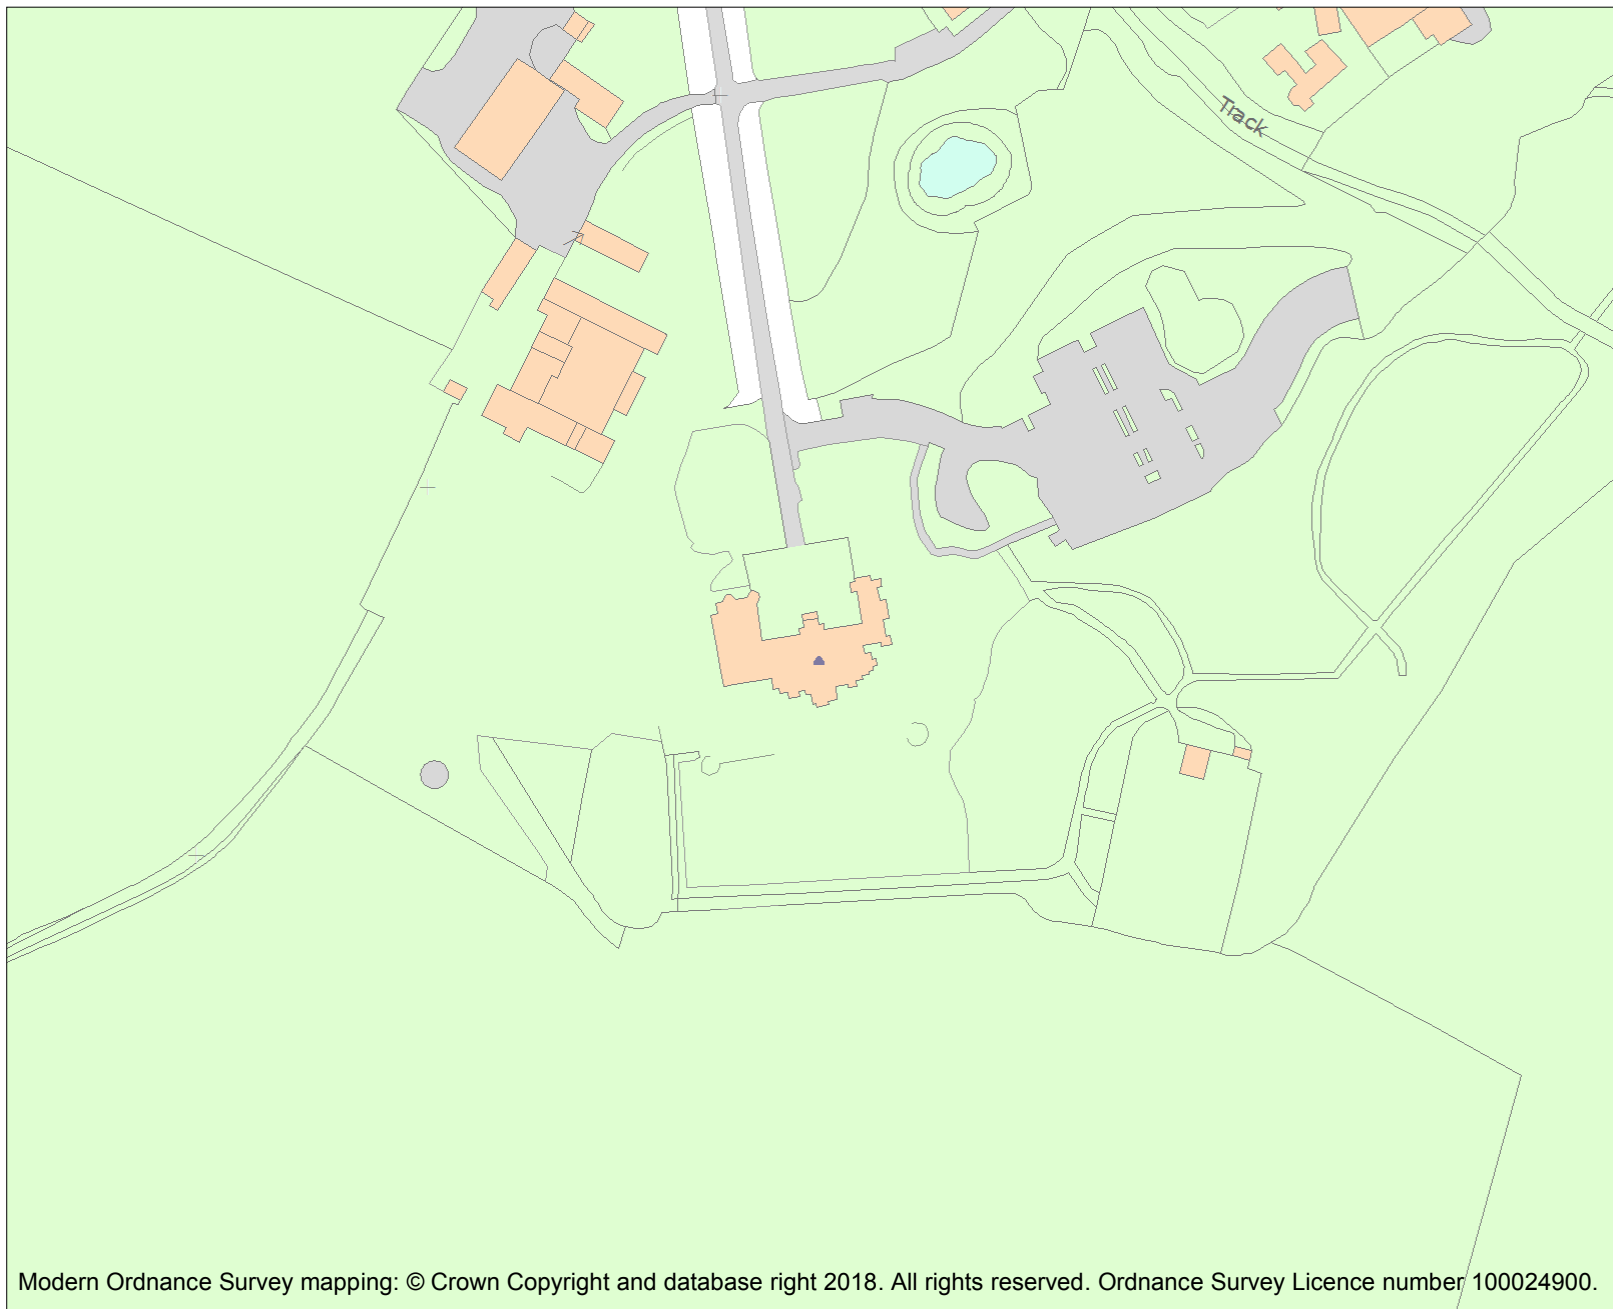 Track
Modern Ordnance Survey mapping: © Crown Copyright and database right 2018. All rights reserved. Ordnance Survey Licence number 100024900.